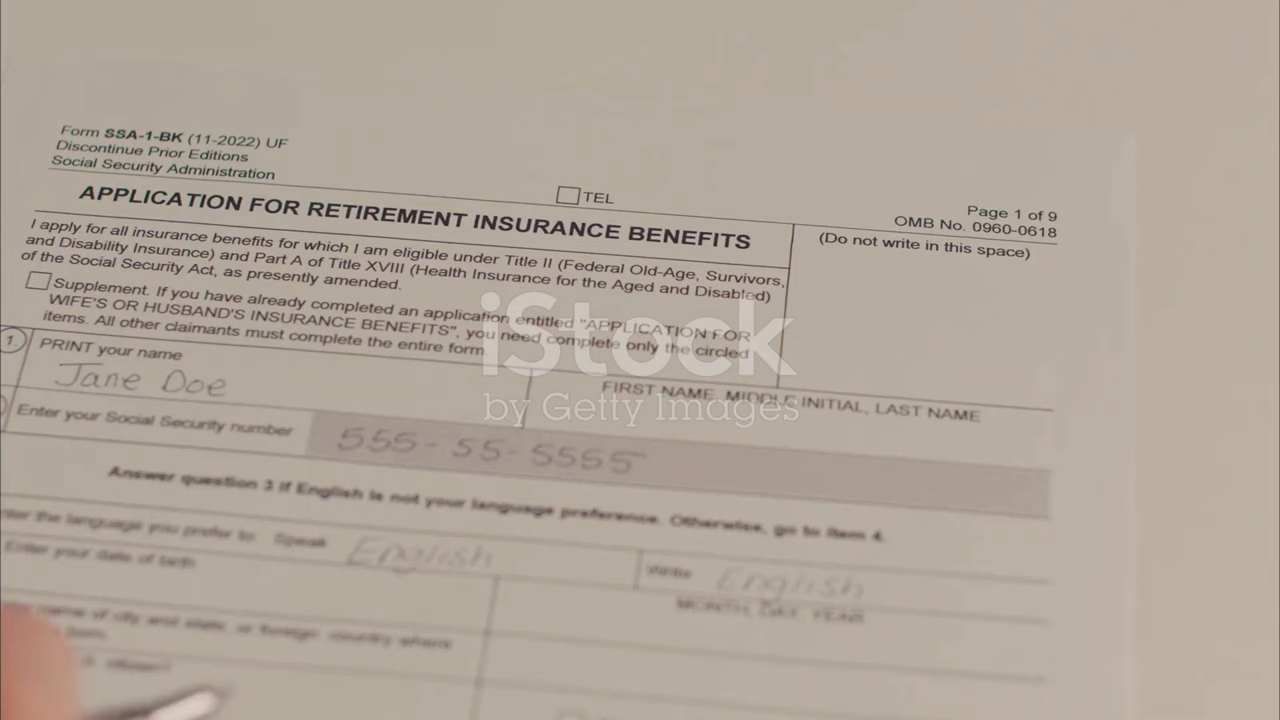 Form SSA-1-BK (11-2022) UF
Discontinue Prior Editions
Social Security Administration
TEL
Page 1 of 9
OMB No. 0960-0618
APPLICATION FOR RETIREMENT INSURANCE BENEFITS
(Do not write in this space)
I apply for all insurance benefits for which I am eligible under Title II (Federal Old-Age, Survivors,
and Disability Insurance) and Part A of Title XVIII (Health Insurance for the Aged and Disabled)
of the Social Security Act, as presently amended.
Supplement. If you have already completed an application entitled "APPLICATION FOR
WIFE'S OR HUSBAND'S INSURANCE BENEFITS", you need complete only the circled
items. All other claimants must complete the entire form.
iStock
by Getty Images
1. PRINT your name
FIRST NAME, MIDDLE INITIAL, LAST NAME
Jane Doe
Enter your Social Security number 555-55-5555
Answer question 3 if English is not your language preference. Otherwise, go to item 4.
the language you prefer to: Speak English Write English
Enter your date of birth
MONTH, DAY, YEAR
name of city and state, or foreign country where